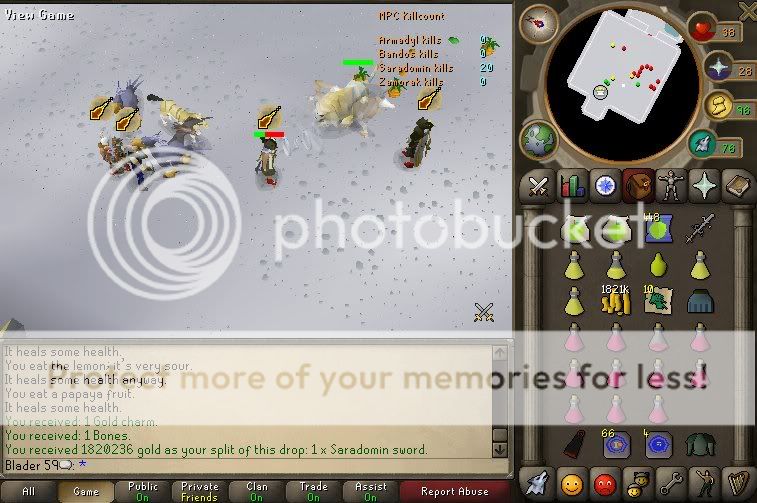 View Game
NPC killcount
Armadyl kills 0
Bandos kills 0
Saradomin kills 20
Zamorak kills 0
38
28
96
76
448
1821k
10
66
4
photobucket
Protect more of your memories for less!
It heals some health.
You eat the lemon: it's very sour.
It heals some health anyway.
You eat a papaya fruit.
It heals some health.
You received: 1 Gold charm.
You received: 1 Bones.
You received 1820236 gold as your split of this drop: 1 x Saradomin sword.
Blader 59: *
All
Game
Public
On
Private
Friends
Clan
On
Trade
On
Assist
On
Report Abuse